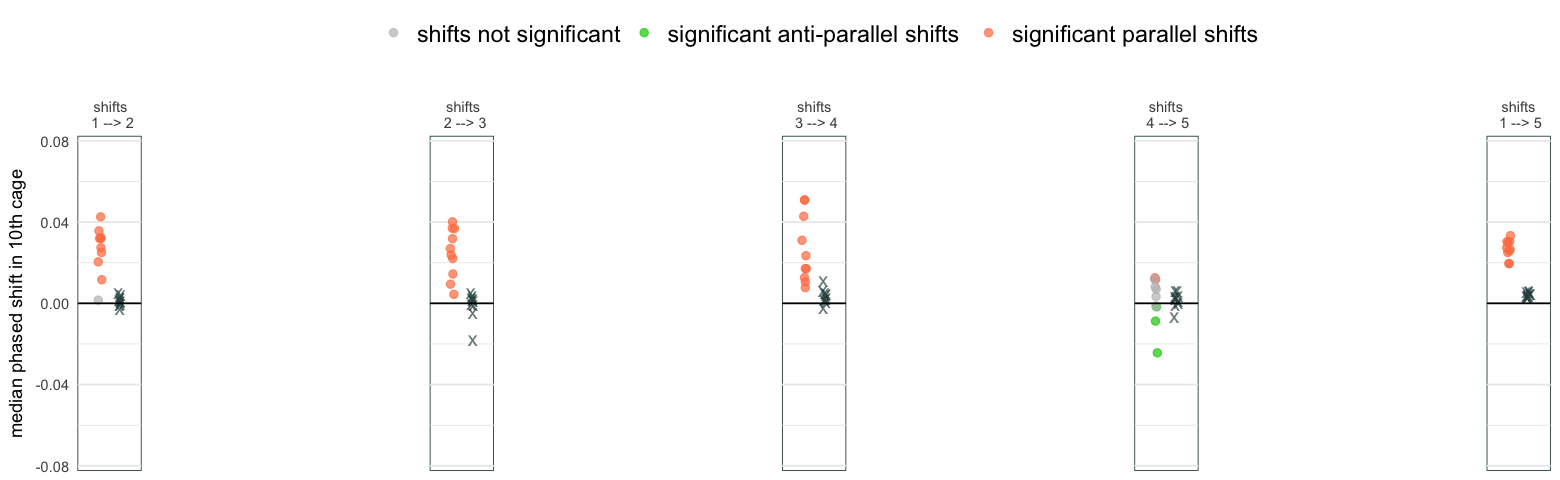 shifts not significant significant anti-parallel shifts significant parallel shifts
shifts
1 --> 2
shifts
2 --> 3
shifts
3 --> 4
shifts
4 --> 5
shifts
1 --> 5
median phased shift in 10th cage
0.08
0.04
0.00
-0.04
-0.08